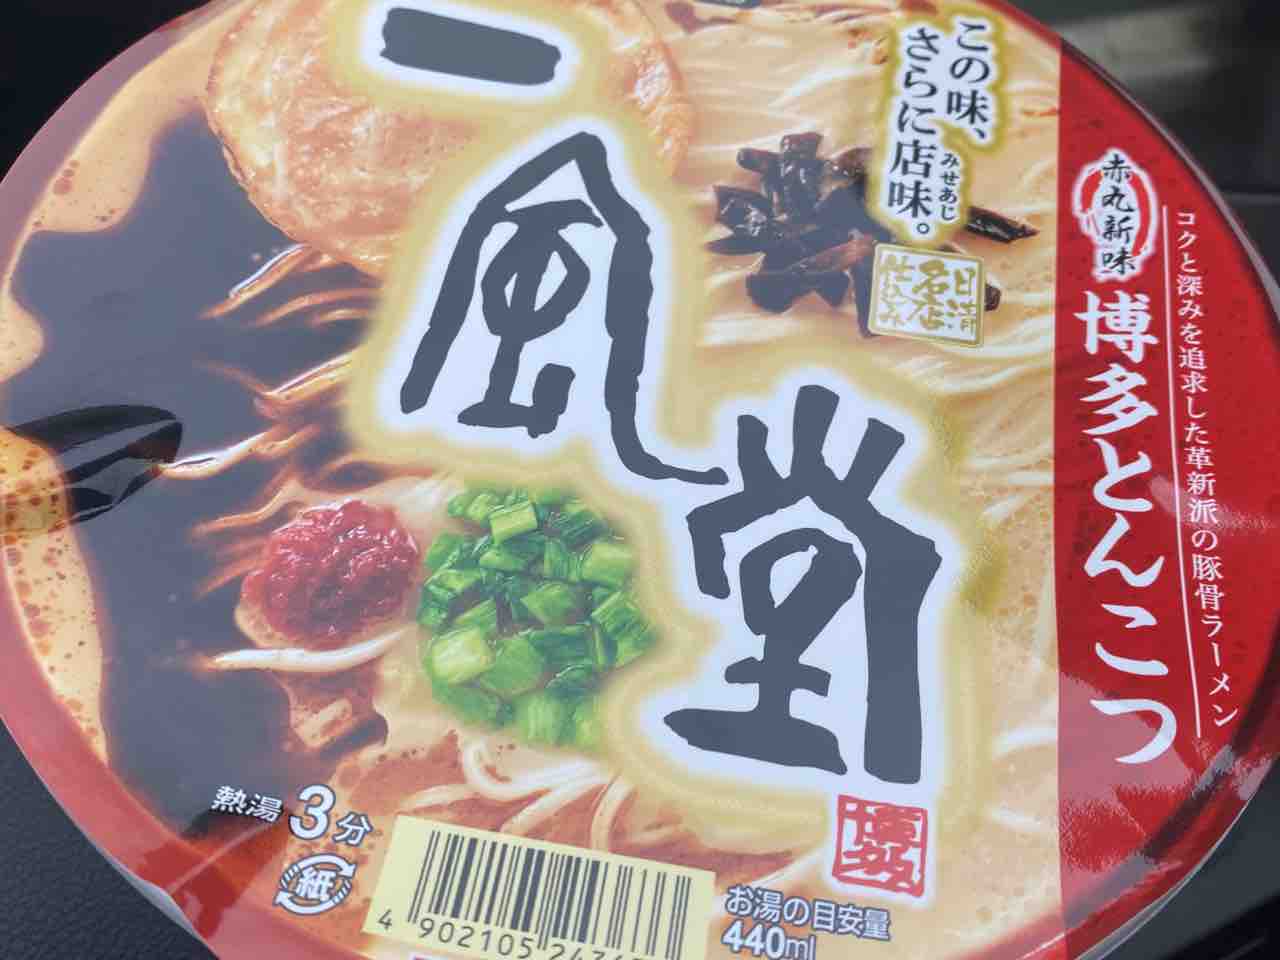 一風堂
この味、
さらに店味。
みせあじ
日清
名店
仕込み
赤丸新味
博多とんこつ
コクと深みを追求した革新派の豚骨ラーメン
博多
熱湯3分
紙
お湯の目安量
440ml
4 902105